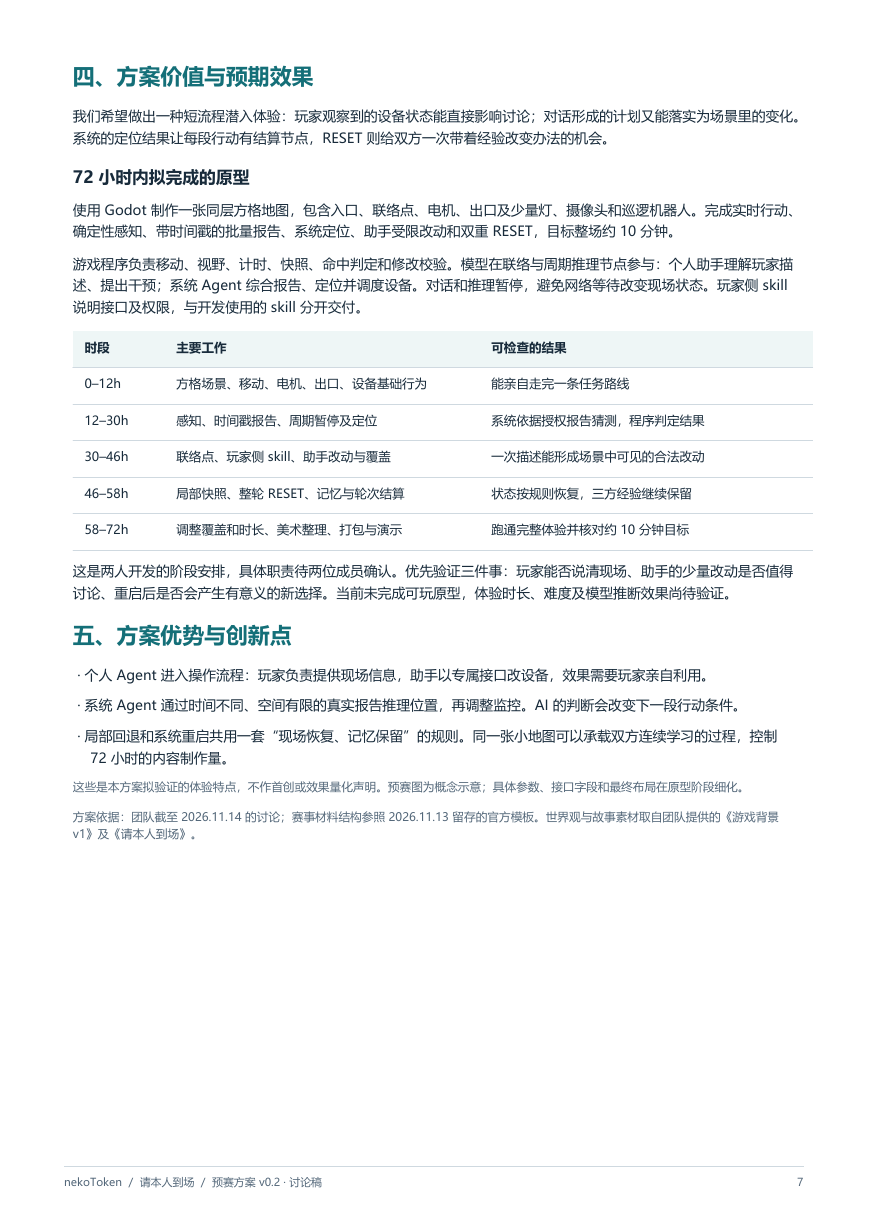 四、方案价值与预期效果
我们希望做出一种短流程潜入体验：玩家观察到的设备状态能直接影响讨论；对话形成的计划又能落实为场景里的变化。
系统的定位结果让每段行动有结算节点，RESET 则给双方一次带着经验改变办法的机会。
72 小时内拟完成的原型
使用 Godot 制作一张同层方格地图，包含入口、联络点、电机、出口及少量灯、摄像头和巡逻机器人。完成实时行动、
确定性感知、带时间戳的批量报告、系统定位、助手受限改动和双重 RESET，目标整场约 10 分钟。
游戏程序负责移动、视野、计时、快照、命中判定和修改校验。模型在联络与周期推理节点参与：个人助手理解玩家描
述、提出干预；系统 Agent 综合报告、定位并调度设备。对话和推理暂停，避免网络等待改变现场状态。玩家侧 skill
说明接口及权限，与开发使用的 skill 分开交付。
时段 主要工作 可检查的结果
0–12h 方格场景、移动、电机、出口、设备基础行为 能亲自走完一条任务路线
12–30h 感知、时间戳报告、周期暂停及定位 系统依据授权报告猜测，程序判定结果
30–46h 联络点、玩家侧 skill、助手改动与覆盖 一次描述能形成场景中可见的合法改动
46–58h 局部快照、整轮 RESET、记忆与轮次结算 状态按规则恢复，三方经验继续保留
58–72h 调整覆盖和时长、美术整理、打包与演示 跑通完整体验并核对约 10 分钟目标
这是两人开发的阶段安排，具体职责待两位成员确认。优先验证三件事：玩家能否说清现场、助手的少量改动是否值得
讨论、重启后是否会产生有意义的新选择。当前未完成可玩原型，体验时长、难度及模型推断效果尚待验证。
五、方案优势与创新点
· 个人 Agent 进入操作流程：玩家负责提供现场信息，助手以专属接口改设备，效果需要玩家亲自利用。
· 系统 Agent 通过时间不同、空间有限的真实报告推理位置，再调整监控。AI 的判断会改变下一段行动条件。
· 局部回退和系统重启共用一套“现场恢复、记忆保留”的规则。同一张小地图可以承载双方连续学习的过程，控制
72 小时的内容制作量。
这些是本方案拟验证的体验特点，不作首创或效果量化声明。预赛图为概念示意；具体参数、接口字段和最终布局在原型阶段细化。
方案依据：团队截至 2026.11.14 的讨论；赛事材料结构参照 2026.11.13 留存的官方模板。世界观与故事素材取自团队提供的《游戏背景
v1》及《请本人到场》。
nekoToken / 请本人到场 / 预赛方案 v0.2 · 讨论稿 7